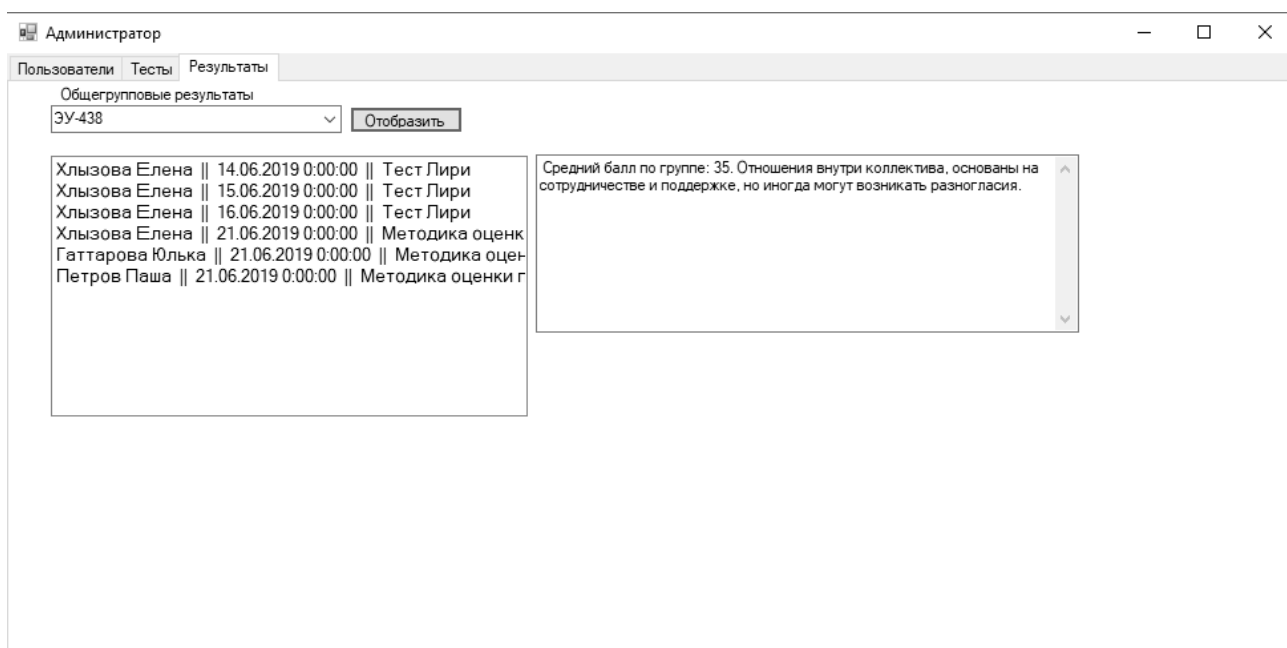 Администратор
Пользователи Тесты Результаты
Общегрупповые результаты
ЭУ-438 Отобразить
Хлызова Елена || 14.06.2019 0:00:00 || Тест Лири
Хлызова Елена || 15.06.2019 0:00:00 || Тест Лири
Хлызова Елена || 16.06.2019 0:00:00 || Тест Лири
Хлызова Елена || 21.06.2019 0:00:00 || Методика оценк
Гаттарова Юлька || 21.06.2019 0:00:00 || Методика оцен
Петров Паша || 21.06.2019 0:00:00 || Методика оценки г
Средний балл по группе: 35. Отношения внутри коллектива, основаны на
сотрудничестве и поддержке, но иногда могут возникать разногласия.